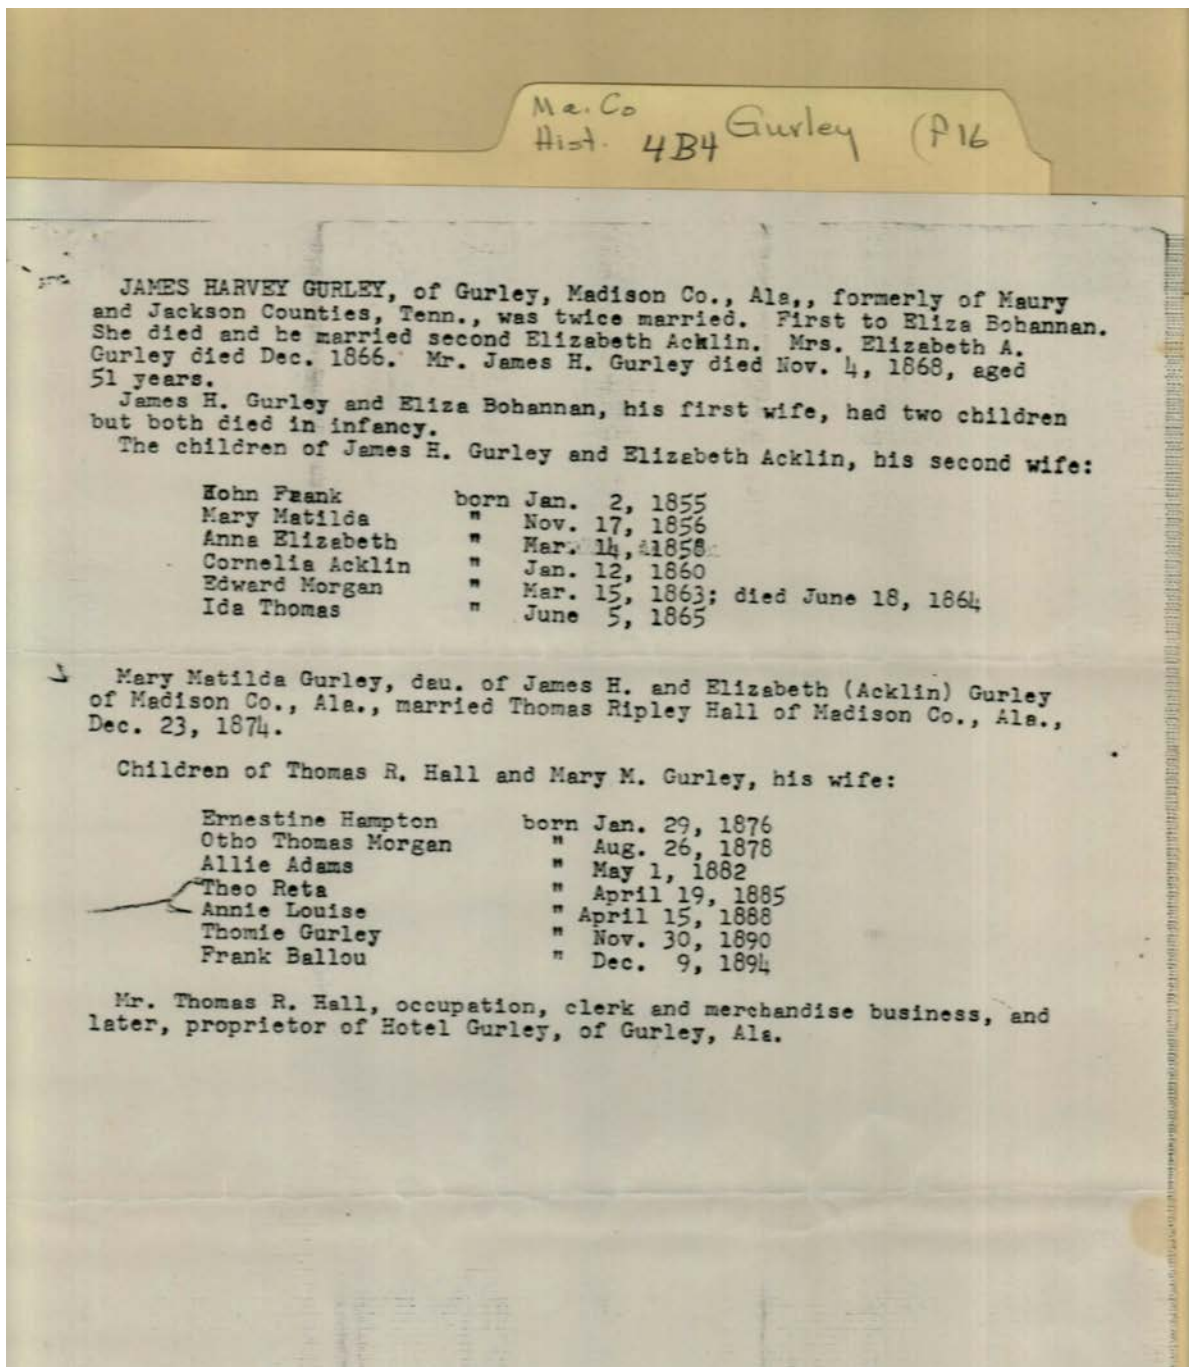 Ma. Co
Hist. 4B4 Gurley (P16
JAMES HARVEY GURLEY, of Gurley, Madison Co., Ala,, formerly of Maury
and Jackson Counties, Tenn., was twice married. First to Eliza Bohannan.
She died and he married second Elizabeth Acklin. Mrs. Elizabeth A.
Gurley died Dec. 1866. Mr. James H. Gurley died Nov. 4, 1868, aged
51 years.
James H. Gurley and Eliza Bohannan, his first wife, had two children
but both died in infancy.
The children of James H. Gurley and Elizabeth Acklin, his second wife:
John Frank born Jan. 2, 1855
Mary Matilda " Nov. 17, 1856
Anna Elizabeth " Mar. 14, 1858
Cornelia Acklin " Jan. 12, 1860
Edward Morgan " Mar. 15, 1863; died June 18, 1864
Ida Thomas " June 5, 1865
Mary Matilda Gurley, dau. of James H. and Elizabeth (Acklin) Gurley
of Madison Co., Ala., married Thomas Ripley Hall of Madison Co., Ala.,
Dec. 23, 1874.
Children of Thomas R. Hall and Mary M. Gurley, his wife:
Ernestine Hampton born Jan. 29, 1876
Otho Thomas Morgan " Aug. 26, 1878
Allie Adams " May 1, 1882
Theo Reta " April 19, 1885
Annie Louise " April 15, 1888
Thomie Gurley " Nov. 30, 1890
Frank Ballou " Dec. 9, 1894
Mr. Thomas R. Hall, occupation, clerk and merchandise business, and
later, proprietor of Hotel Gurley, of Gurley, Ala.